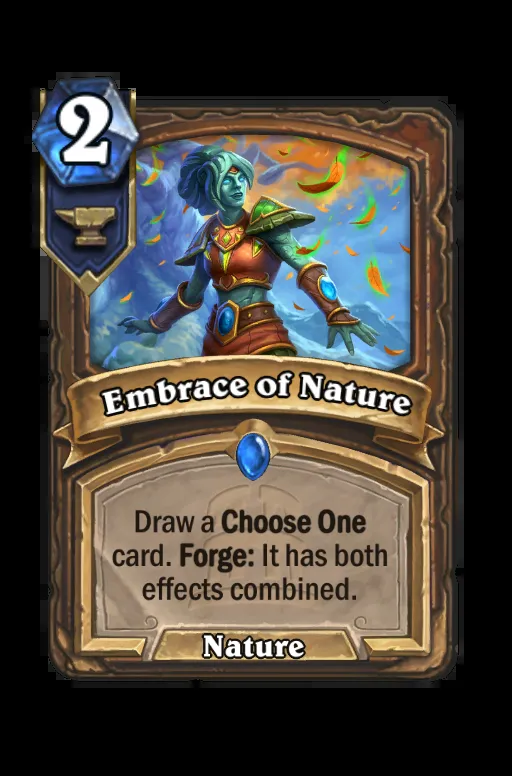 2
Embrace of Nature
Draw a Choose One
card. Forge: It has both
effects combined.
Nature